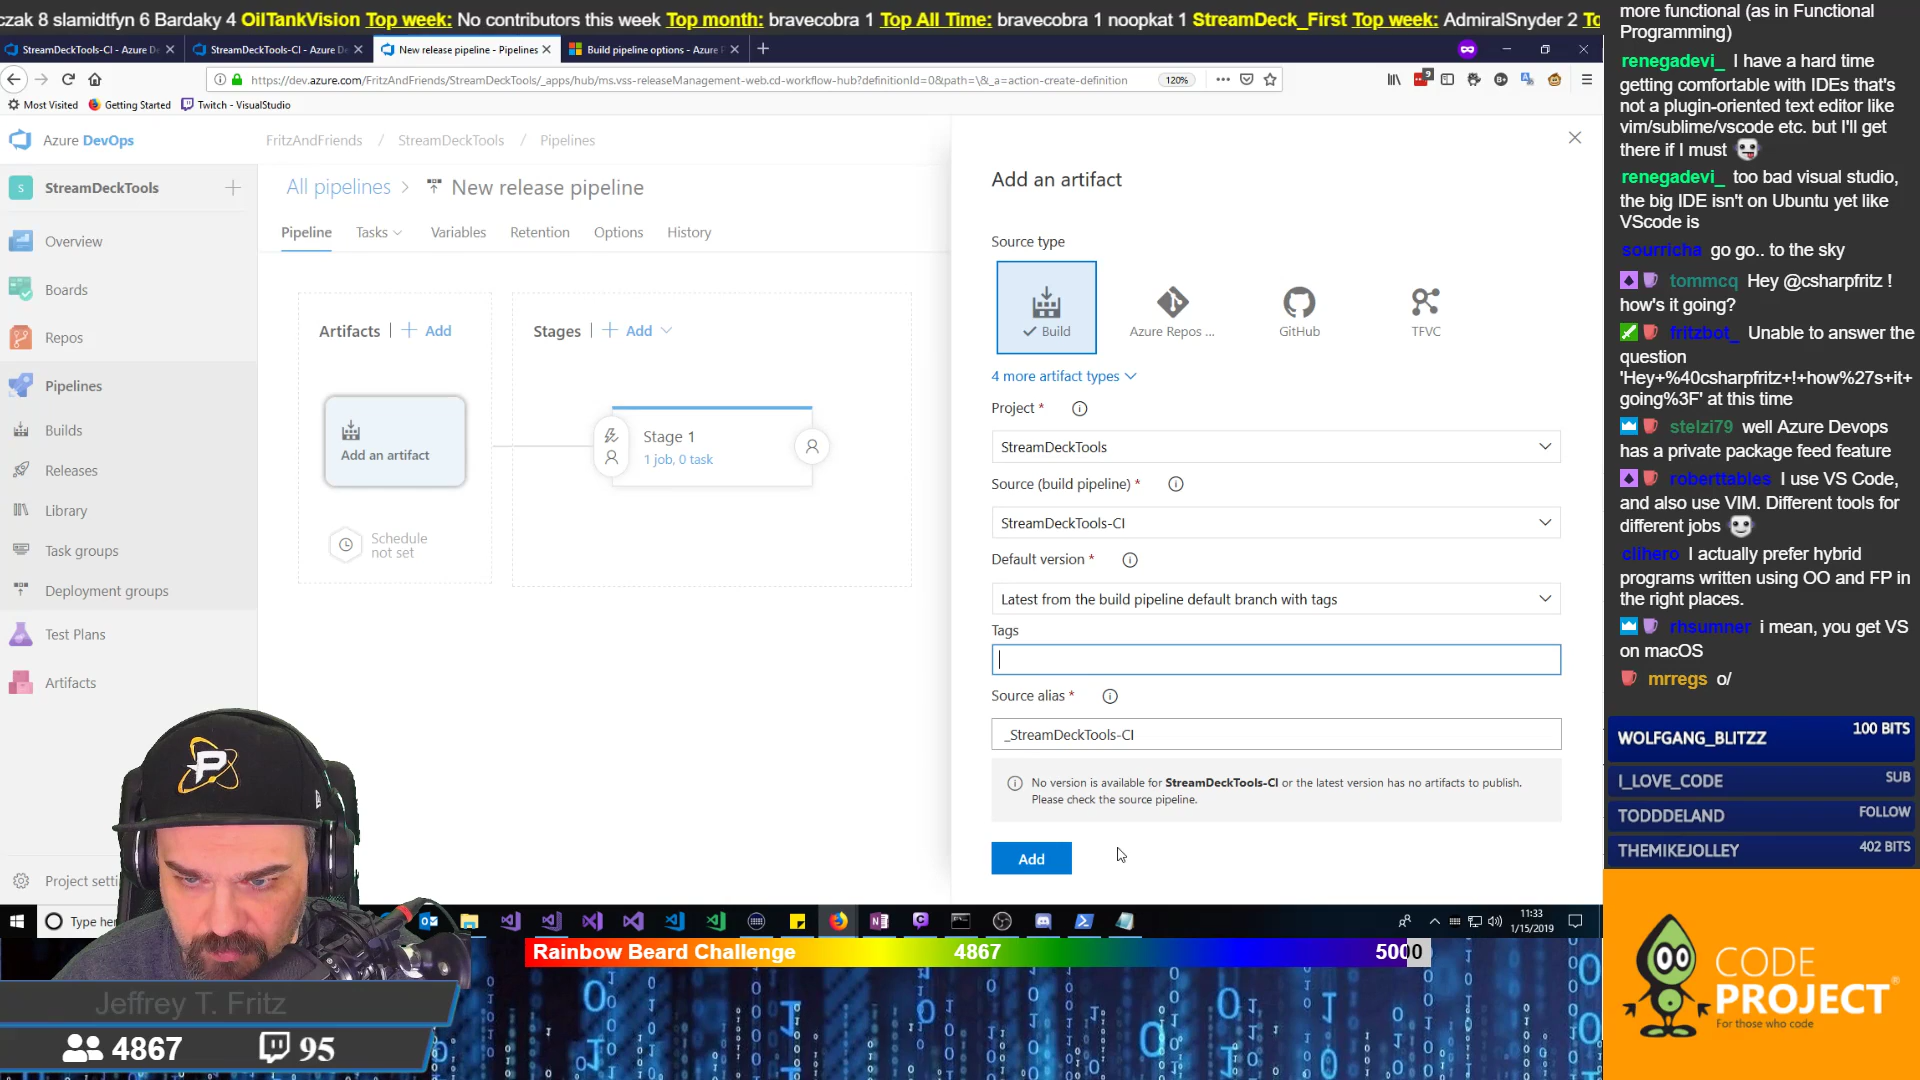 czak 8 slamidtfyn 6 Bardaky 4 OilTankVision Top week: No contributors this week Top month: bravecobra 1 Top All Time: bravecobra 1 noopkat 1 StreamDeck_First Top week: AdmiralSnyder 2 To
StreamDeckTools-CI - Azure De
StreamDeckTools-CI - Azure De
New release pipeline - Pipelines
Build pipeline options - Azure P
https://dev.azure.com/FritzAndFriends/StreamDeckTools/_apps/hub/ms.vss-releaseManagement-web.cd-workflow-hub?definitionId=0&path=\&_a=action-create-definition
120%
Most Visited
Getting Started
Twitch - VisualStudio
Azure DevOps
FritzAndFriends / StreamDeckTools / Pipelines
S
StreamDeckTools
Overview
Boards
Repos
Pipelines
Builds
Releases
Library
Task groups
Deployment groups
Test Plans
Artifacts
Project setti
All pipelines > New release pipeline
Pipeline
Tasks
Variables
Retention
Options
History
Artifacts | + Add
Add an artifact
Schedule
not set
Stages | + Add
Stage 1
1 job, 0 task
Add an artifact
Source type
Build
Azure Repos ...
GitHub
TFVC
4 more artifact types
Project *
StreamDeckTools
Source (build pipeline) *
StreamDeckTools-CI
Default version *
Latest from the build pipeline default branch with tags
Tags
Source alias *
_StreamDeckTools-CI
No version is available for StreamDeckTools-CI or the latest version has no artifacts to publish.
Please check the source pipeline.
Add
more functional (as in Functional
Programming)
renegadevi_ I have a hard time
getting comfortable with IDEs that's
not a plugin-oriented text editor like
vim/sublime/vscode etc. but I'll get
there if I must
renegadevi_ too bad visual studio,
the big IDE isn't on Ubuntu yet like
VScode is
sourricha go go.. to the sky
tommcq Hey @csharpfritz !
how's it going?
fritzbot_ Unable to answer the
question
'Hey+%40csharpfritz+!+how%27s+it+
going%3F' at this time
stelzi79 well Azure Devops
has a private package feed feature
roberttables I use VS Code,
and also use VIM. Different tools for
different jobs
clihero I actually prefer hybrid
programs written using OO and FP in
the right places.
rhsumner i mean, you get VS
on macOS
mrregs o/
WOLFGANG_BLITZZ 100 BITS
I_LOVE_CODE SUB
TODDDELAND FOLLOW
THEMIKEJOLLEY 402 BITS
Type her
11:33
1/15/2019
Rainbow Beard Challenge 4867 5000
Jeffrey T. Fritz
4867 95
CODE
PROJECT®
For those who code